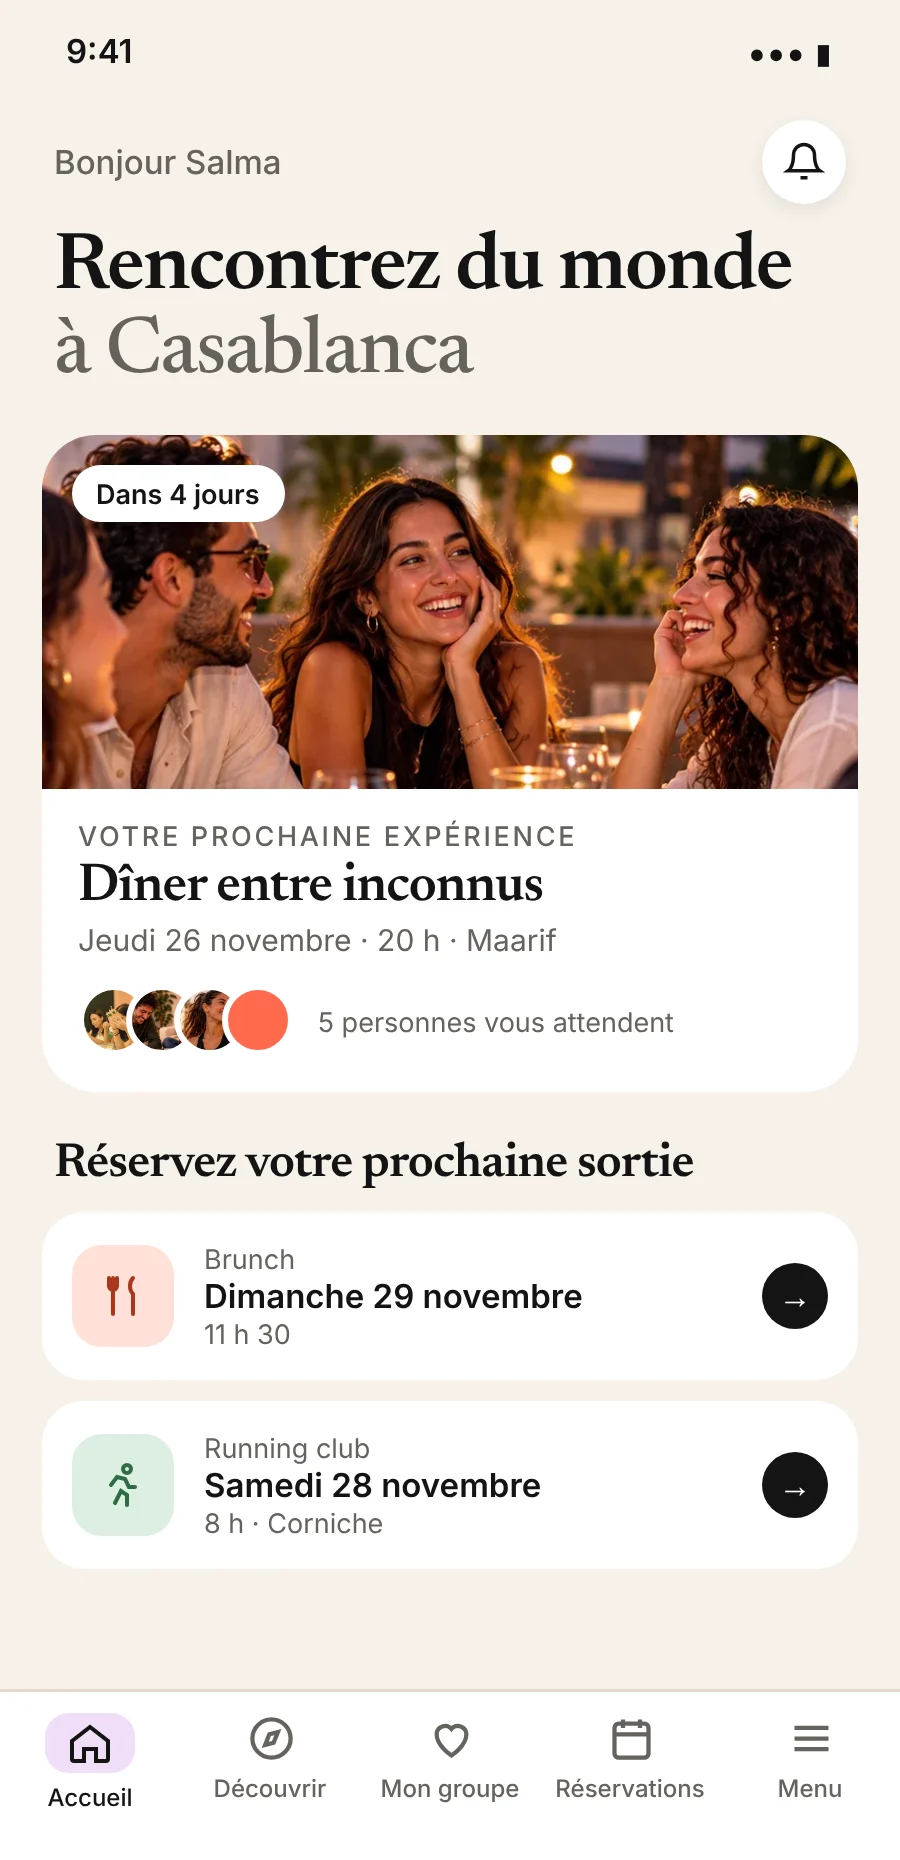 9:41
Bonjour Salma
Rencontrez du monde
à Casablanca
Dans 4 jours
VOTRE PROCHAINE EXPÉRIENCE
Dîner entre inconnus
Jeudi 26 novembre · 20 h · Maarif
5 personnes vous attendent
Réservez votre prochaine sortie
Brunch
Dimanche 29 novembre
→
11 h 30
Running club
Samedi 28 novembre
→
8 h · Corniche
Accueil
Découvrir
Mon groupe
Réservations
Menu